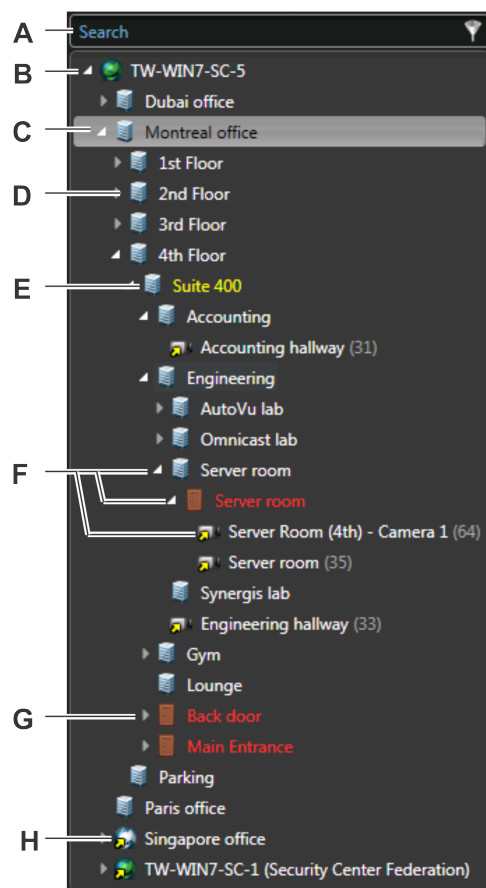 A Search
B TW-WIN7-SC-5
Dubai office
C Montreal office
1st Floor
D 2nd Floor
3rd Floor
4th Floor
E Suite 400
Accounting
Accounting hallway (31)
Engineering
AutoVu lab
Omnicast lab
F Server room
Server room
Server Room (4th) - Camera 1 (64)
Server room (35)
Synergis lab
Engineering hallway (33)
Gym
Lounge
G Back door
Main Entrance
Parking
Paris office
H Singapore office
TW-WIN7-SC-1 (Security Center Federation)